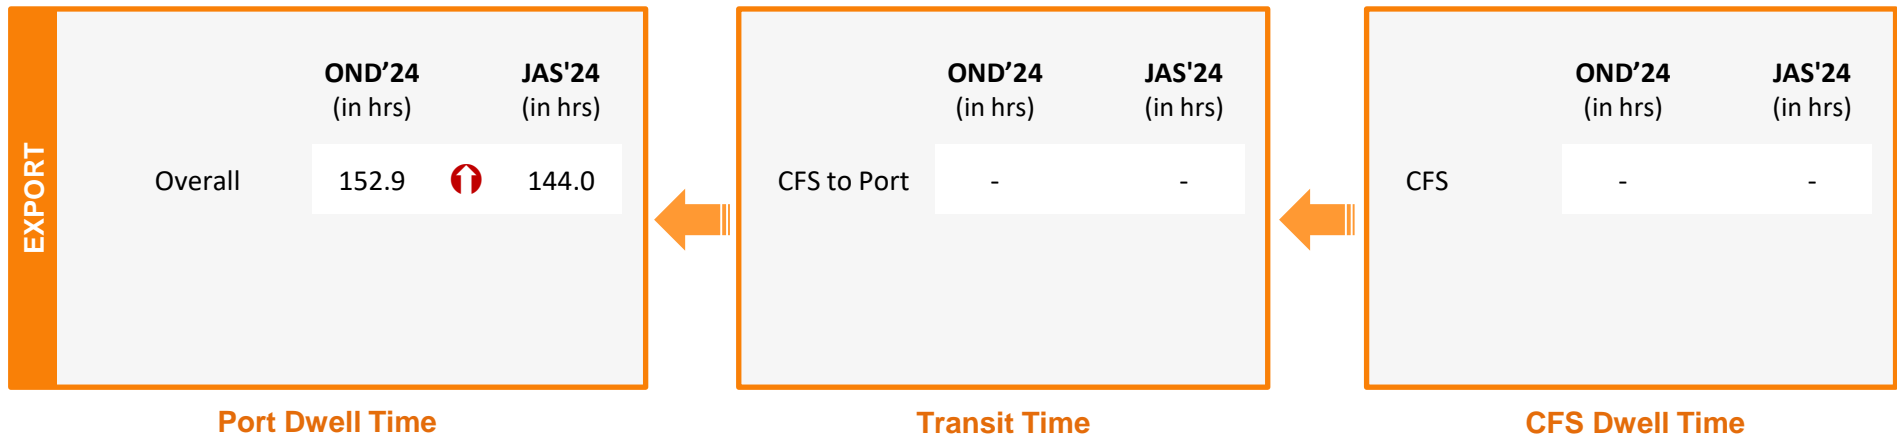 EXPORT
OND’24 JAS'24
(in hrs) (in hrs)
Overall 152.9 144.0
Port Dwell Time
OND’24 JAS'24
(in hrs) (in hrs)
CFS to Port - -
Transit Time
OND’24 JAS'24
(in hrs) (in hrs)
CFS - -
CFS Dwell Time